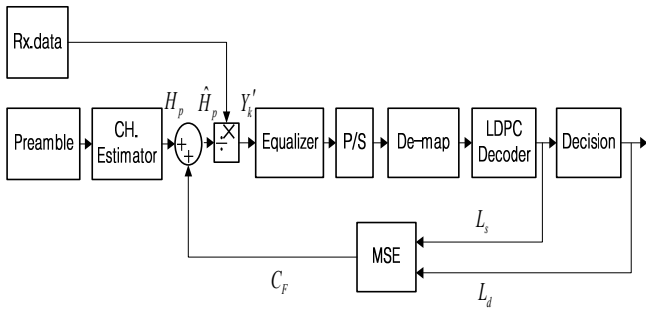 Rx.data
H_p
Ĥ_p
Y_k'
Preamble
CH.
Estimator
+
+
×
÷
Equalizer
P/S
De-map
LDPC
Decoder
Decision
L_s
MSE
C_F
L_d